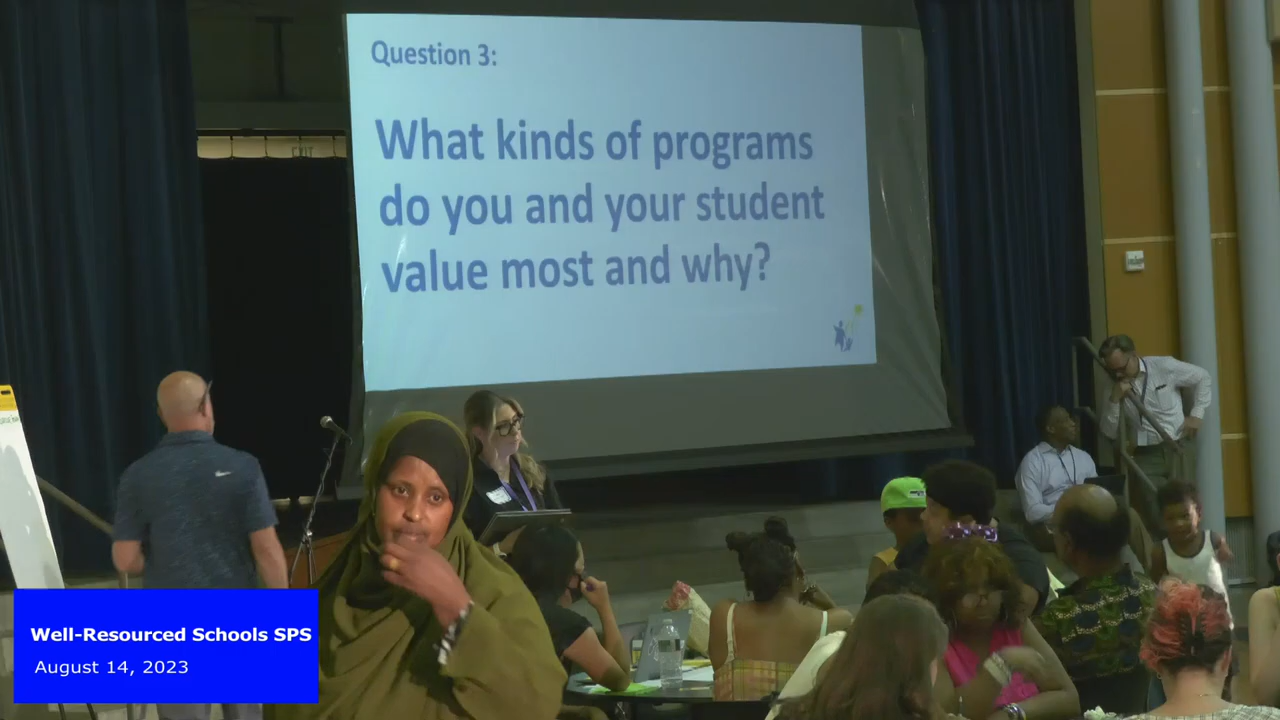 Question 3:
What kinds of programs
do you and your student
value most and why?
EXIT
Well-Resourced Schools SPS
August 14, 2023